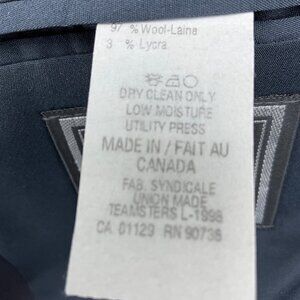 97 % Wool-Laine
3 % Lycra
DRY CLEAN ONLY
LOW MOISTURE
UTILITY PRESS
MADE IN / FAIT AU
CANADA
FAB. SYNDICALE
UNION MADE
TEAMSTERS L-1998
CA 01129 RN 90736